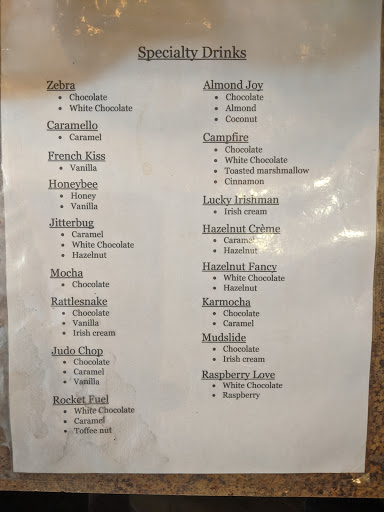 Specialty Drinks
Zebra
• Chocolate
• White Chocolate
Caramello
• Caramel
French Kiss
• Vanilla
Honeybee
• Honey
• Vanilla
Jitterbug
• Caramel
• White Chocolate
• Hazelnut
Mocha
• Chocolate
Rattlesnake
• Chocolate
• Vanilla
• Irish cream
Judo Chop
• Chocolate
• Caramel
• Vanilla
Rocket Fuel
• White Chocolate
• Caramel
• Toffee nut
Almond Joy
• Chocolate
• Almond
• Coconut
Campfire
• Chocolate
• White Chocolate
• Toasted marshmallow
• Cinnamon
Lucky Irishman
• Irish cream
Hazelnut Crème
• Caramel
• Hazelnut
Hazelnut Fancy
• White Chocolate
• Hazelnut
Karmocha
• Chocolate
• Caramel
Mudslide
• Chocolate
• Irish cream
Raspberry Love
• White Chocolate
• Raspberry